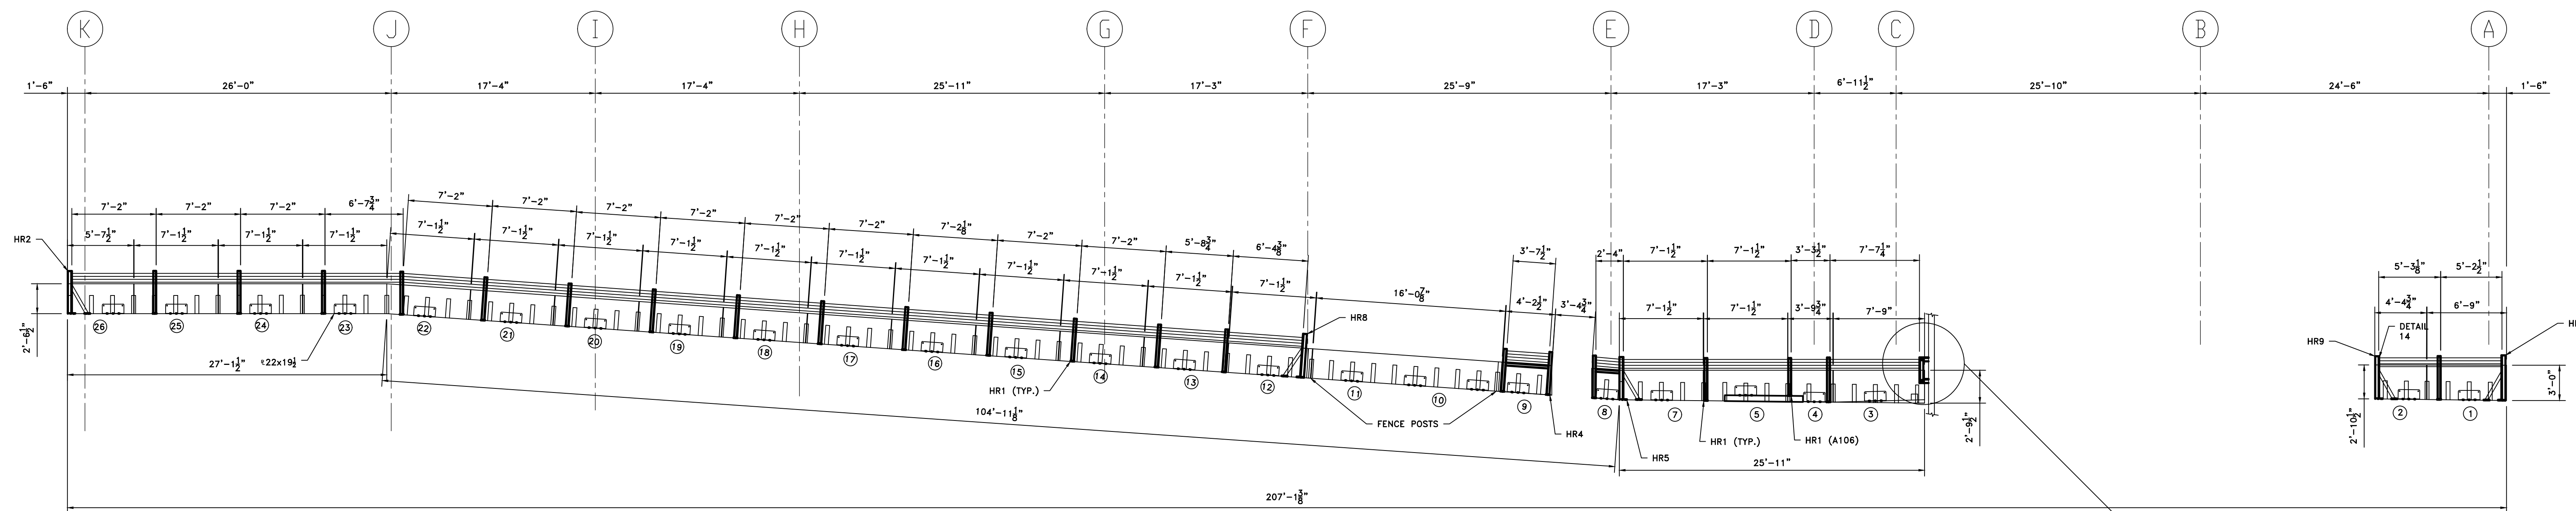 K J I H G F E D C B A
1'-6" 26'-0" 17'-4" 17'-4" 25'-11" 17'-3" 25'-9" 17'-3" 6'-11½" 25'-10" 24'-6" 1'-6"
7'-2" 7'-2" 7'-2" 6'-7¾" 7'-2" 7'-2" 7'-2" 7'-2" 7'-2" 7'-2" 7'-2⅛" 7'-2" 7'-2" 5'-8¾" 6'-4⅜"
5'-7½" 7'-1½" 7'-1½" 7'-1½" 7'-1½" 7'-1½" 7'-1½" 7'-1½" 7'-1½" 7'-1½" 7'-1½" 7'-1½" 7'-1½" 7'-1½" 7'-1½"
16'-0⅞"
3'-7½"
4'-2½" 3'-4¾"
2'-4" 7'-1½" 7'-1½" 3'-3½" 7'-7¼"
7'-1½" 7'-1½" 3'-9¾" 7'-9"
5'-3⅛" 5'-2½"
4'-4¾" 6'-9"
HR2
HR8
HR9
DETAIL
14
2'-6½"
26 25 24 23 22 21 20 19 18 17 16 15 14 13 12 11 10 9 8 7 5 4 3 2 1
27'-1½"
HR1 (TYP.)
104'-11⅛"
FENCE POSTS
HR4
HR5
HR1 (TYP.)
HR1 (A106)
25'-11"
2'-9½"
2'-10½"
3'-0"
207'-1⅜"